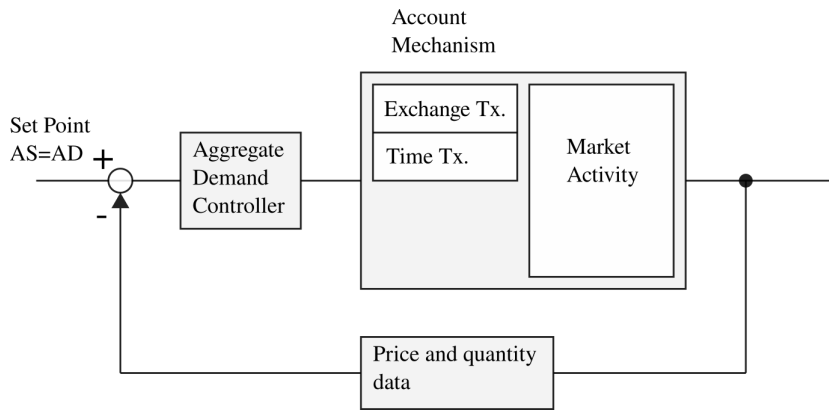 Account
Mechanism
Set Point
AS=AD
+
-
Aggregate
Demand
Controller
Exchange Tx.
Time Tx.
Market
Activity
Price and quantity
data